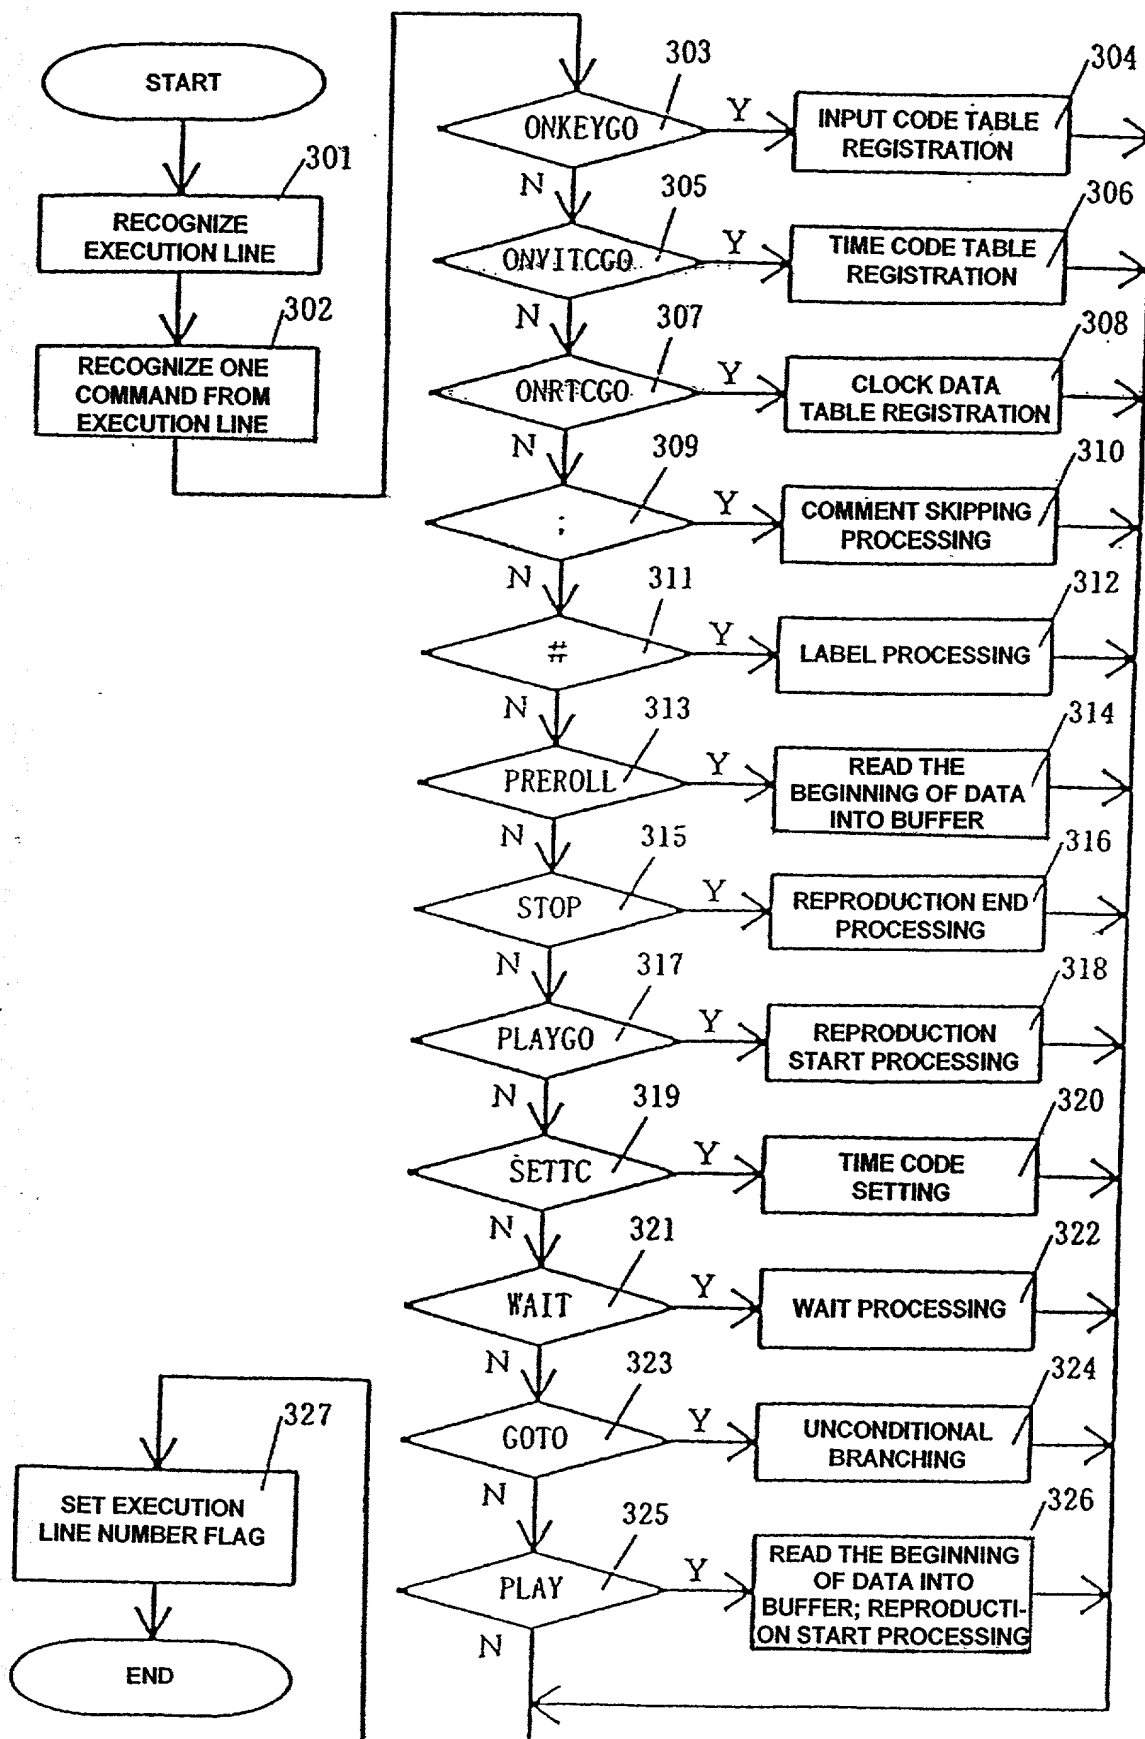 START
301
RECOGNIZE
EXECUTION LINE
302
RECOGNIZE ONE
COMMAND FROM
EXECUTION LINE
303
ONKEYGO
Y
N
304
INPUT CODE TABLE
REGISTRATION
305
ONVITCGO
Y
N
306
TIME CODE TABLE
REGISTRATION
307
ONRTCGO
Y
N
308
CLOCK DATA
TABLE REGISTRATION
309
;
Y
N
310
COMMENT SKIPPING
PROCESSING
311
#
Y
N
312
LABEL PROCESSING
313
PREROLL
Y
N
314
READ THE
BEGINNING OF DATA
INTO BUFFER
315
STOP
Y
N
316
REPRODUCTION END
PROCESSING
317
PLAYGO
Y
N
318
REPRODUCTION
START PROCESSING
319
SETTC
Y
N
320
TIME CODE
SETTING
321
WAIT
Y
N
322
WAIT PROCESSING
323
GOTO
Y
N
324
UNCONDITIONAL
BRANCHING
325
PLAY
Y
N
326
READ THE BEGINNING
OF DATA INTO
BUFFER; REPRODUCTI-
ON START PROCESSING
327
SET EXECUTION
LINE NUMBER FLAG
END